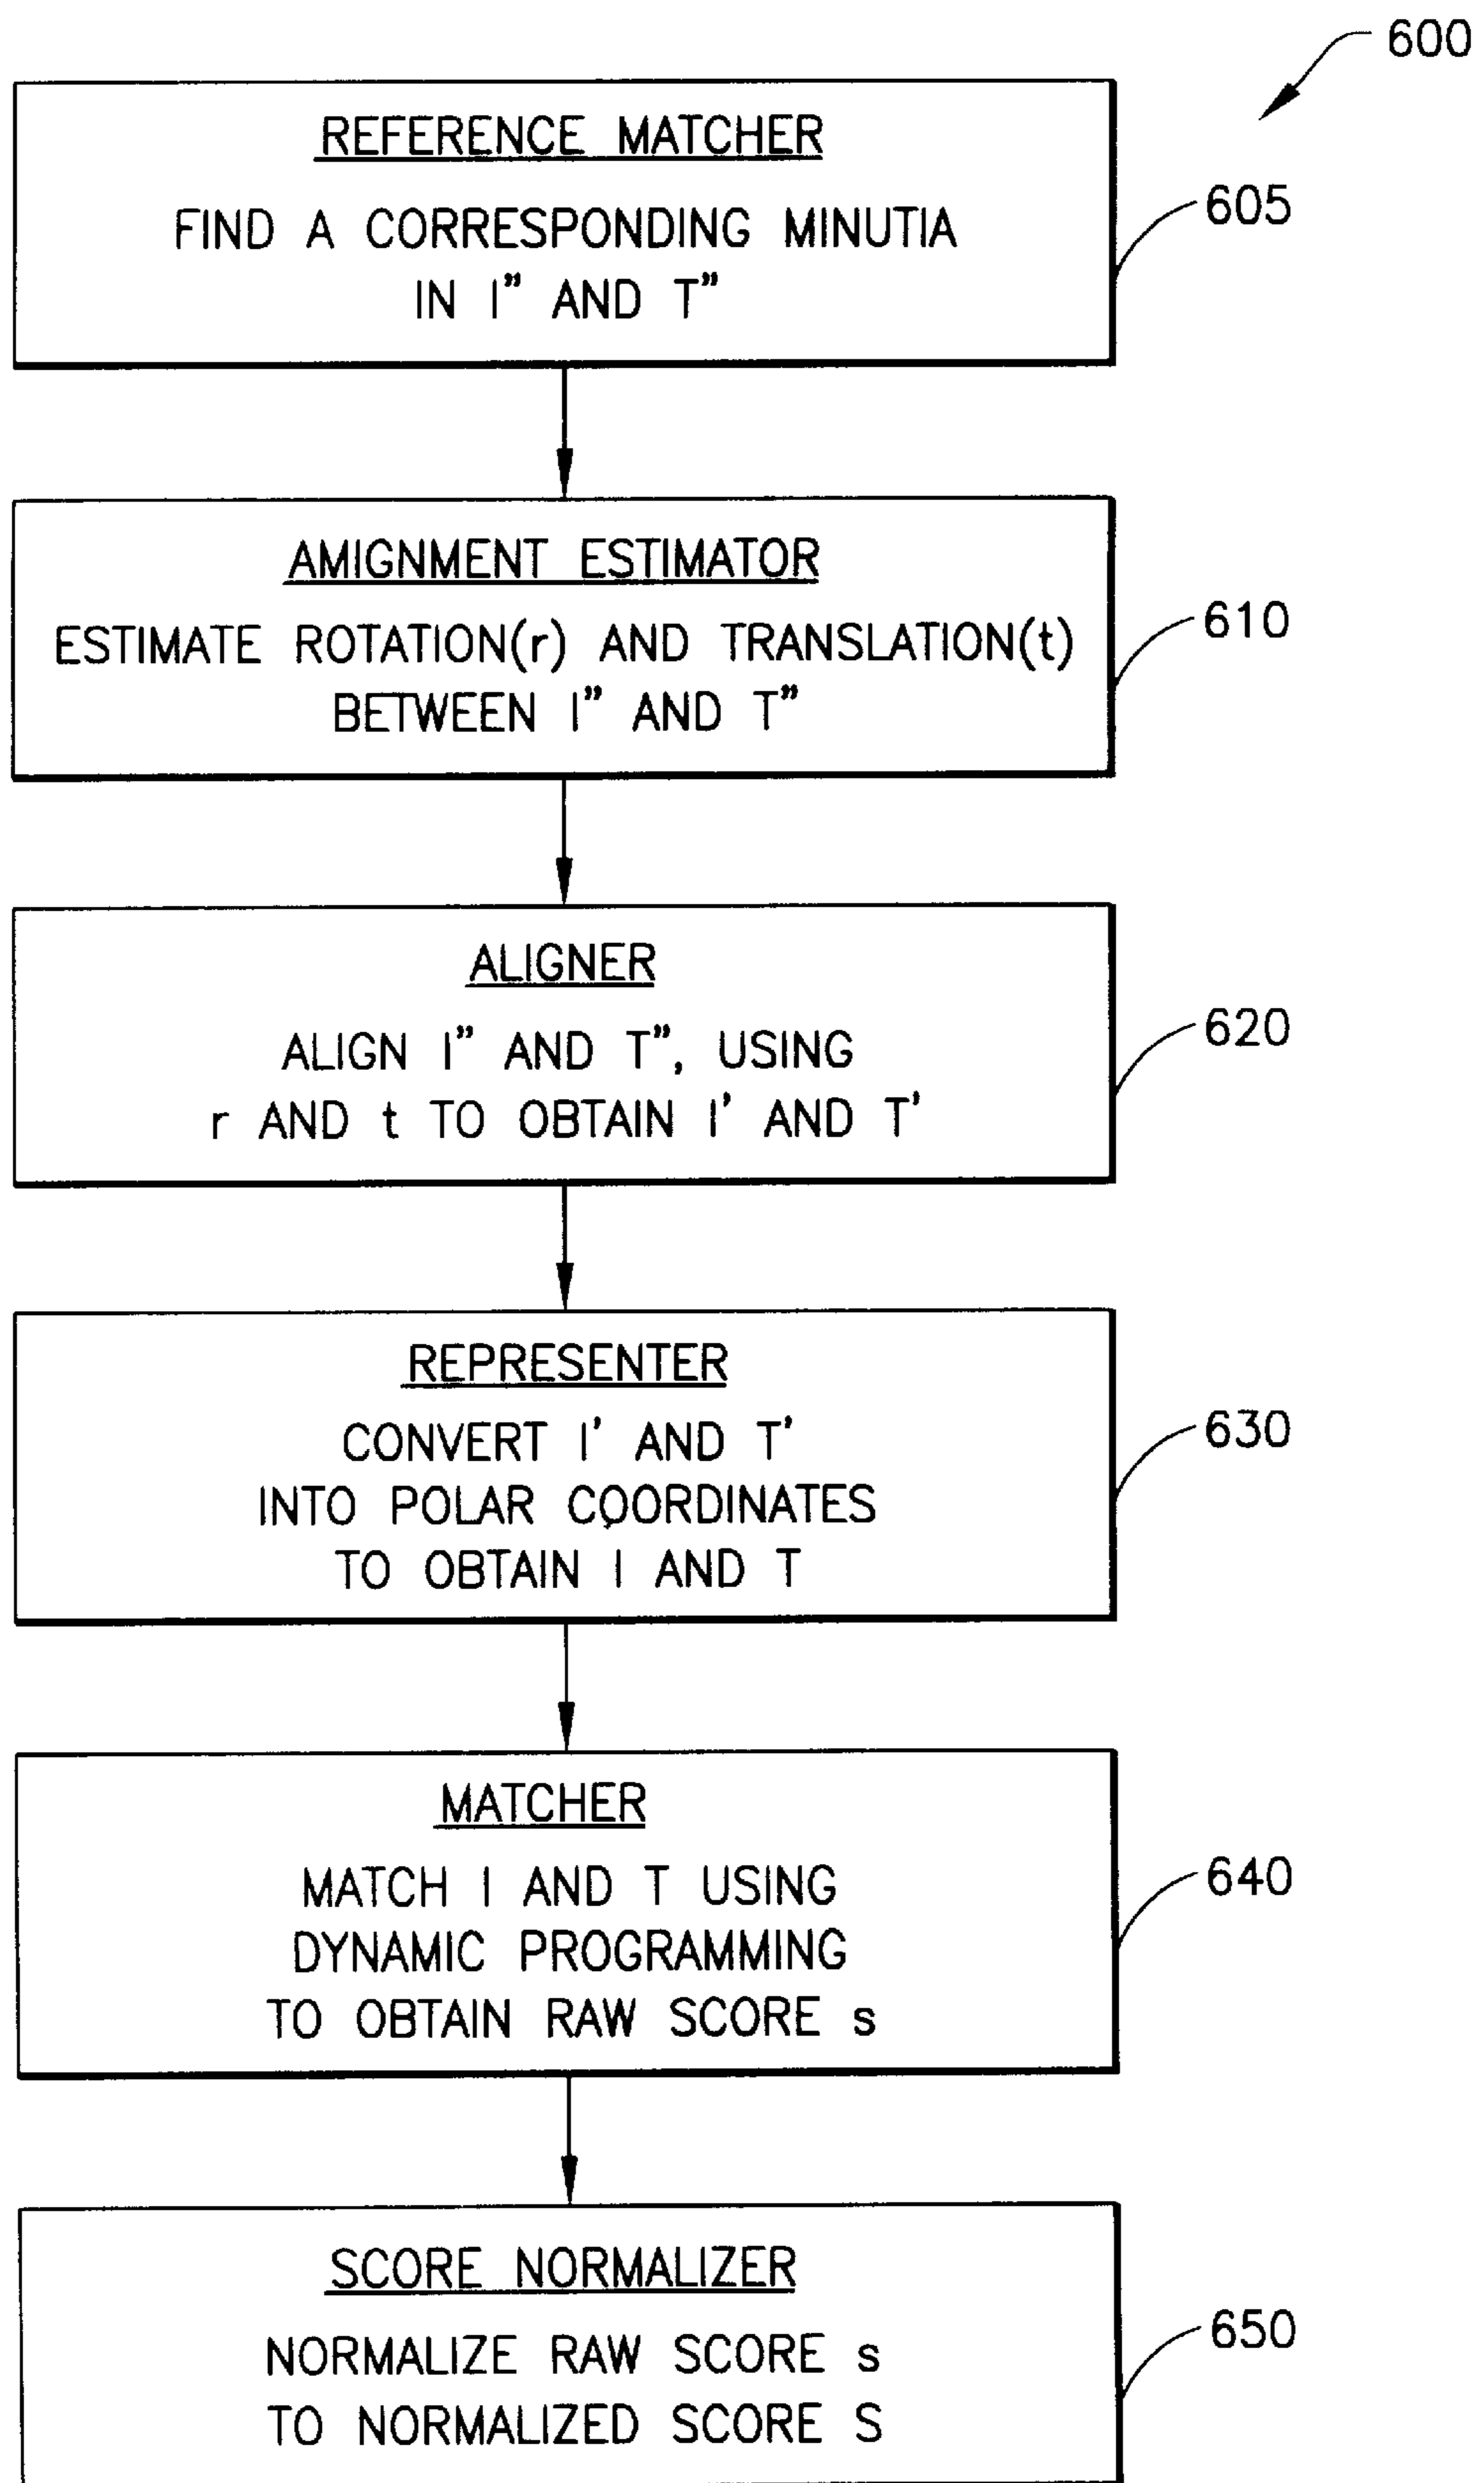 600
REFERENCE MATCHER
605
FIND A CORRESPONDING MINUTIA
IN I” AND T”
AMIGNMENT ESTIMATOR
610
ESTIMATE ROTATION(r) AND TRANSLATION(t)
BETWEEN I” AND T”
ALIGNER
620
ALIGN I” AND T”, USING
r AND t TO OBTAIN I' AND T'
REPRESENTER
630
CONVERT I' AND T'
INTO POLAR COORDINATES
TO OBTAIN I AND T
MATCHER
640
MATCH I AND T USING
DYNAMIC PROGRAMMING
TO OBTAIN RAW SCORE s
SCORE NORMALIZER
650
NORMALIZE RAW SCORE s
TO NORMALIZED SCORE S